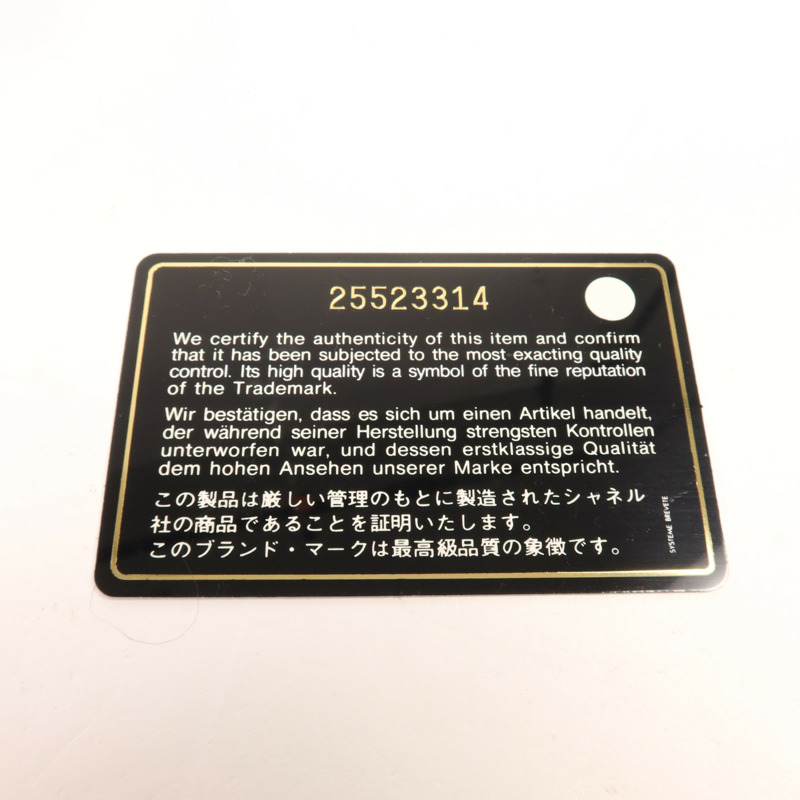 25523314
We certify the authenticity of this item and confirm
that it has been subjected to the most exacting quality
control. Its high quality is a symbol of the fine reputation
of the Trademark.
Wir bestätigen, dass es sich um einen Artikel handelt,
der während seiner Herstellung strengsten Kontrollen
unterworfen war, und dessen erstklassige Qualität
dem hohen Ansehen unserer Marke entspricht.
この製品は厳しい管理のもとに製造されたシャネル
社の商品であることを証明いたします。
このブランド・マークは最高級品質の象徴です。
SYSTEME BREVETE